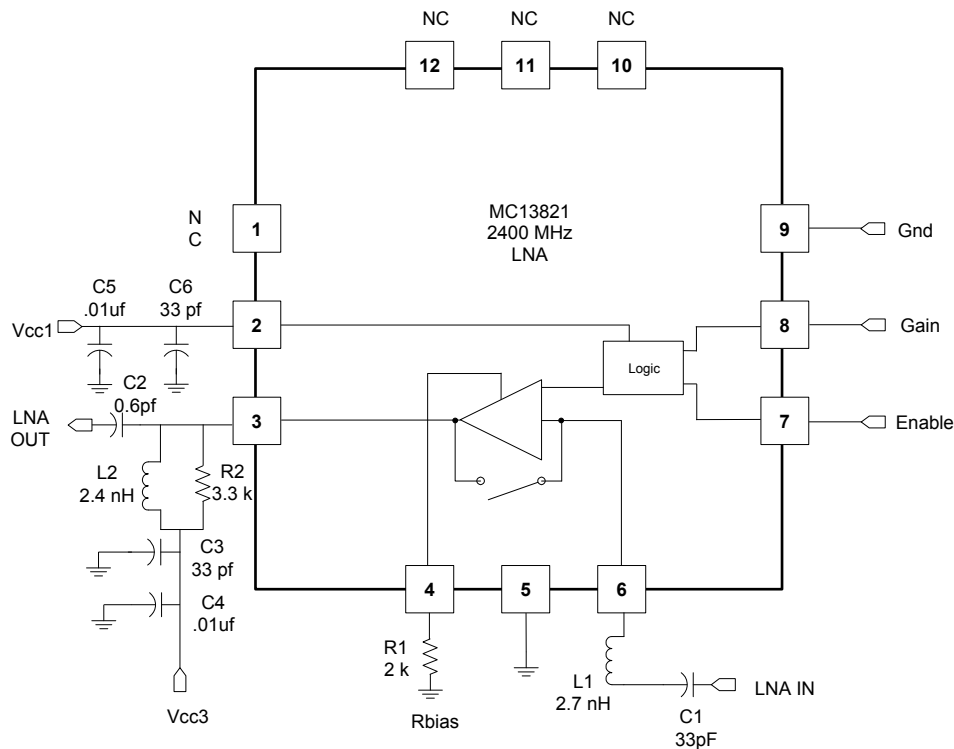 NC
NC
NC
12
11
10
N
C
1
MC13821
2400 MHz
LNA
9
Gnd
C5
.01uf
C6
33 pf
Vcc1
2
Logic
8
Gain
C2
0.6pf
LNA
OUT
3
7
Enable
L2
2.4 nH
R2
3.3 k
C3
33 pf
C4
.01uf
Vcc3
4
5
6
R1
2 k
Rbias
L1
2.7 nH
C1
33pF
LNA IN